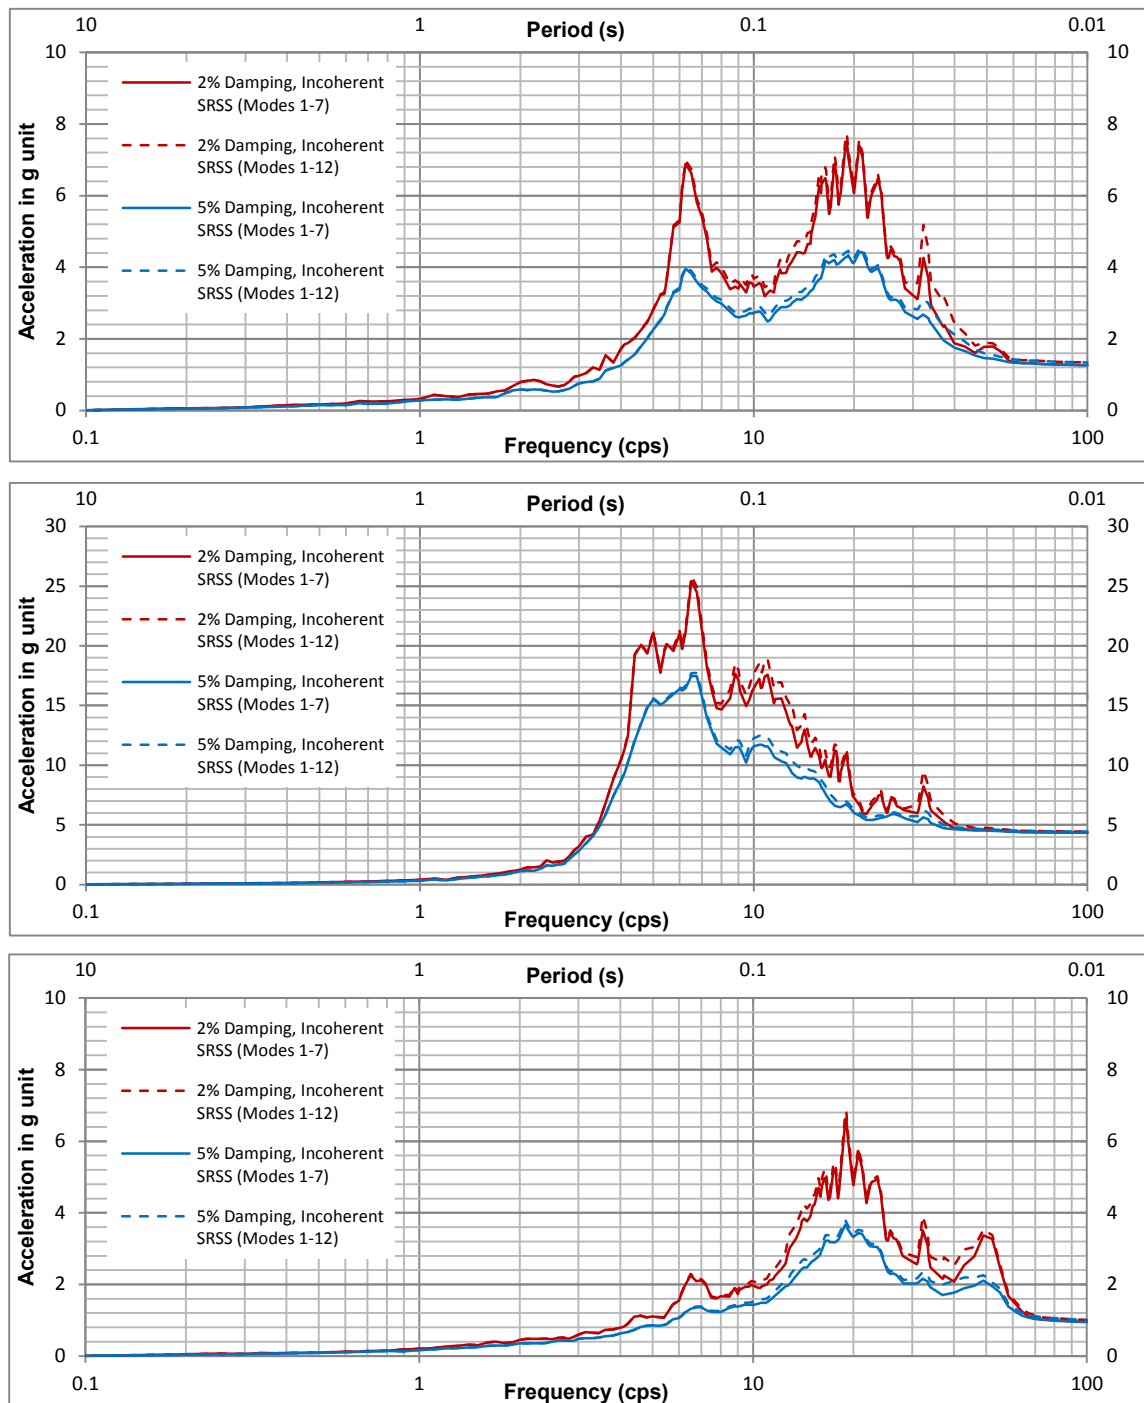 10 1 0.1 0.01
Period (s)
10 10
2% Damping, Incoherent
SRSS (Modes 1-7)
8 8
2% Damping, Incoherent
SRSS (Modes 1-12)
6 6
5% Damping, Incoherent
SRSS (Modes 1-7)
4 4
5% Damping, Incoherent
SRSS (Modes 1-12)
2 2
0 0
Acceleration in g unit
0.1 1 10 100
Frequency (cps)
10 1 0.1 0.01
Period (s)
30 30
2% Damping, Incoherent
SRSS (Modes 1-7)
25 25
2% Damping, Incoherent
SRSS (Modes 1-12)
20 20
5% Damping, Incoherent
SRSS (Modes 1-7)
15 15
5% Damping, Incoherent
SRSS (Modes 1-12)
10 10
5 5
0 0
Acceleration in g unit
0.1 1 10 100
Frequency (cps)
10 1 0.1 0.01
Period (s)
10 10
2% Damping, Incoherent
SRSS (Modes 1-7)
8 8
2% Damping, Incoherent
SRSS (Modes 1-12)
6 6
5% Damping, Incoherent
SRSS (Modes 1-7)
4 4
5% Damping, Incoherent
SRSS (Modes 1-12)
2 2
0 0
Acceleration in g unit
0.1 1 10 100
Frequency (cps)